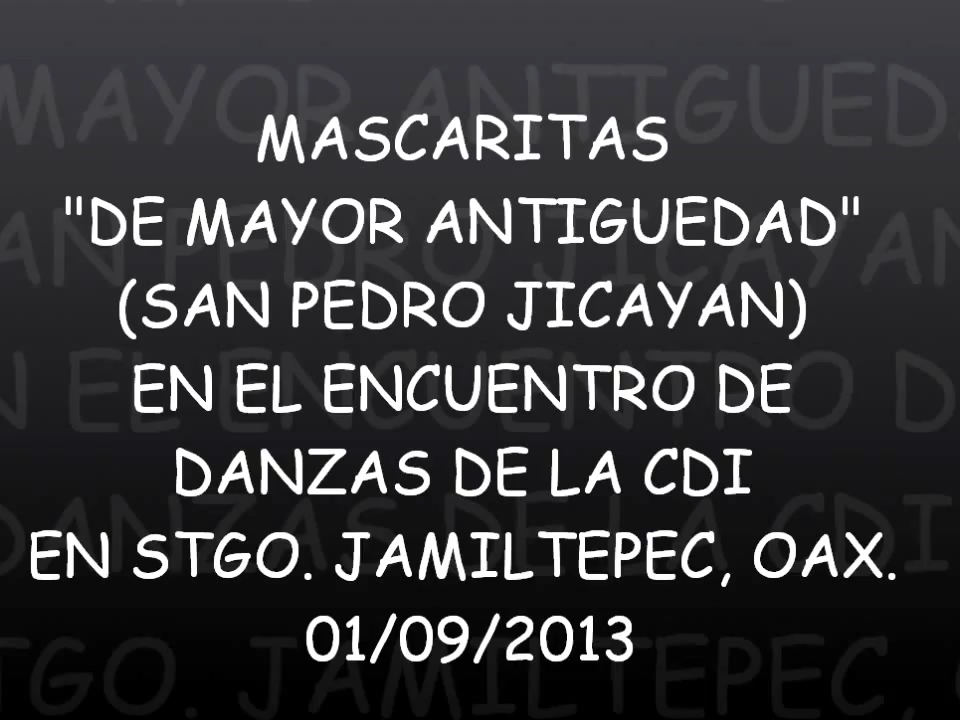 MASCARITAS
"DE MAYOR ANTIGUEDAD"
(SAN PEDRO JICAYAN)
EN EL ENCUENTRO DE
DANZAS DE LA CDI
EN STGO. JAMILTEPEC, OAX.
01/09/2013